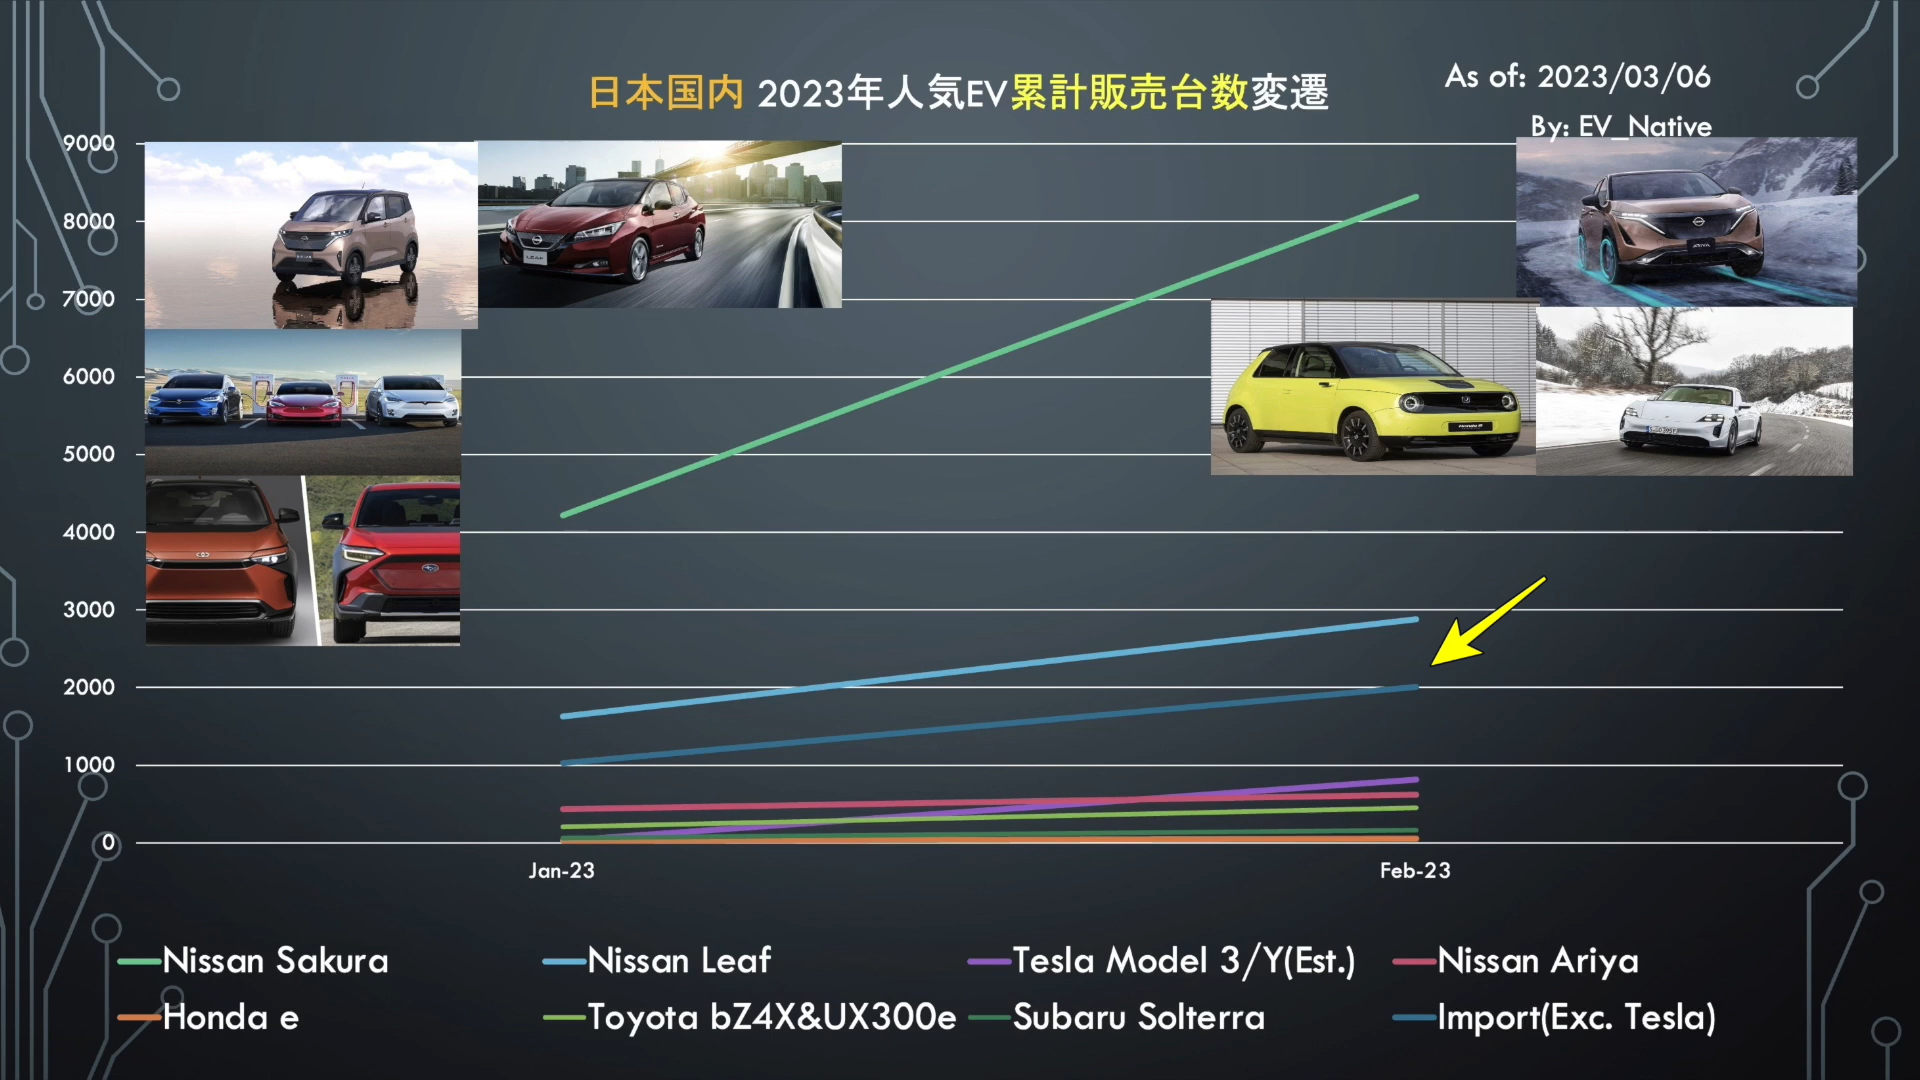 日本国内 2023年人気EV累計販売台数変遷
As of: 2023/03/06
By: EV_Native
9000
8000
7000
6000
5000
4000
3000
2000
1000
0
LEAF
ARIYA
Jan-23
Feb-23
Nissan Sakura
Nissan Leaf
Tesla Model 3/Y(Est.)
Nissan Ariya
Honda e
Toyota bZ4X&UX300e
Subaru Solterra
Import(Exc. Tesla)